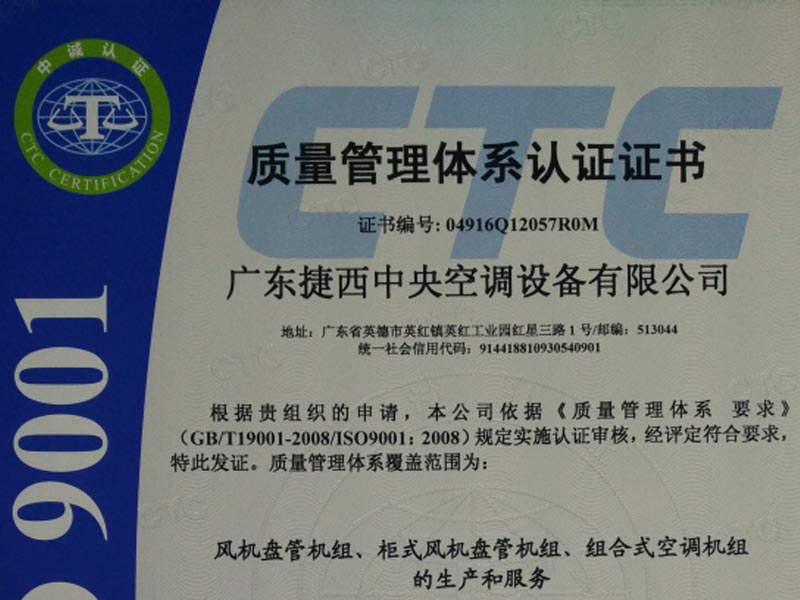 中诚认证
CTC CERTIFICATION
CTC
质量管理体系认证证书
证书编号: 04916Q12057R0M
广东捷西中央空调设备有限公司
地址：广东省英德市英红镇英红工业园红星三路 1 号/邮编：513044
统一社会信用代码：914418810930540901
根据贵组织的申请，本公司依据《质量管理体系 要求》
（GB/T19001-2008/ISO9001：2008）规定实施认证审核，经评定符合要求，
特此发证。质量管理体系覆盖范围为：
风机盘管机组、柜式风机盘管机组、组合式空调机组
的生产和服务
9001